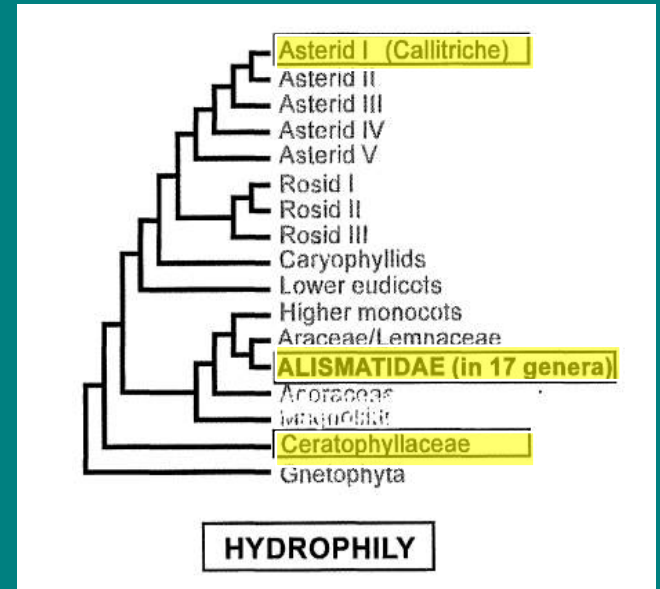 Asterid I (Callitriche)
Asterid II
Asterid III
Asterid IV
Asterid V
Rosid I
Rosid II
Rosid III
Caryophyllids
Lower eudicots
Higher monocots
Araceae/Lemnaceae
ALISMATIDAE (in 17 genera)
Acoraceae
Ceratophyllaceae
Gnetophyta
HYDROPHILY